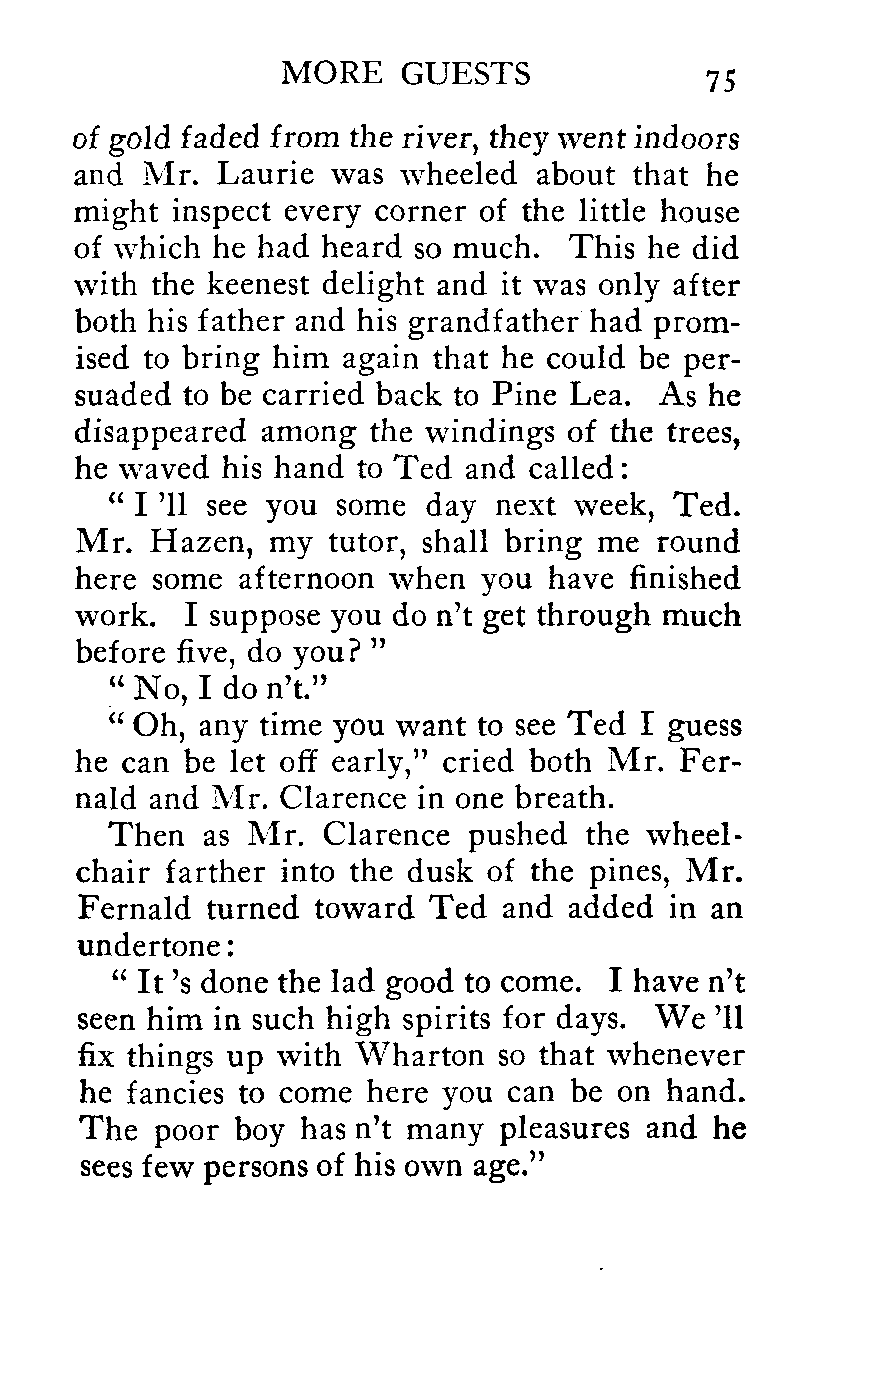 MORE GUESTS 75
of gold faded from the river, they went indoors
and Mr. Laurie was wheeled about that he
might inspect every corner of the little house
of which he had heard so much. This he did
with the keenest delight and it was only after
both his father and his grandfather had prom-
ised to bring him again that he could be per-
suaded to be carried back to Pine Lea. As he
disappeared among the windings of the trees,
he waved his hand to Ted and called:
“ I ’ll see you some day next week, Ted.
Mr. Hazen, my tutor, shall bring me round
here some afternoon when you have finished
work. I suppose you do n’t get through much
before five, do you? ”
“ No, I do n’t.”
“ Oh, any time you want to see Ted I guess
he can be let off early,” cried both Mr. Fer-
nald and Mr. Clarence in one breath.
Then as Mr. Clarence pushed the wheel-
chair farther into the dusk of the pines, Mr.
Fernald turned toward Ted and added in an
undertone:
“ It ’s done the lad good to come. I have n’t
seen him in such high spirits for days. We ’ll
fix things up with Wharton so that whenever
he fancies to come here you can be on hand.
The poor boy has n’t many pleasures and he
sees few persons of his own age.”